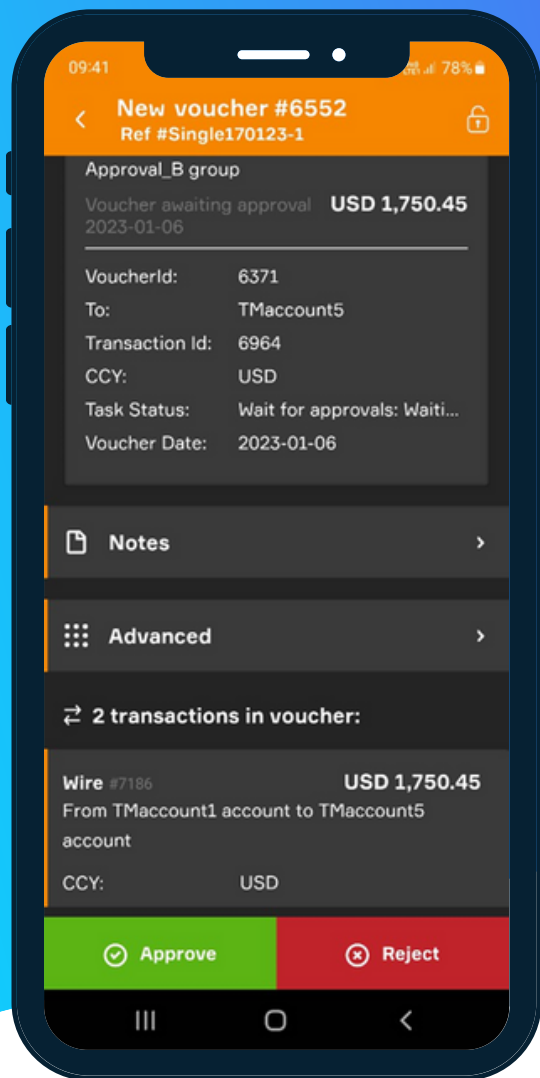 09:41
78%
New voucher #6552
Ref #Single170123-1
Approval_B group
Voucher awaiting approval USD 1,750.45
2023-01-06
VoucherId: 6371
To: TMaccount5
Transaction Id: 6964
CCY: USD
Task Status: Wait for approvals: Waiti...
Voucher Date: 2023-01-06
Notes
Advanced
2 transactions in voucher:
Wire #7186 USD 1,750.45
From TMaccount1 account to TMaccount5
account
CCY: USD
Approve Reject